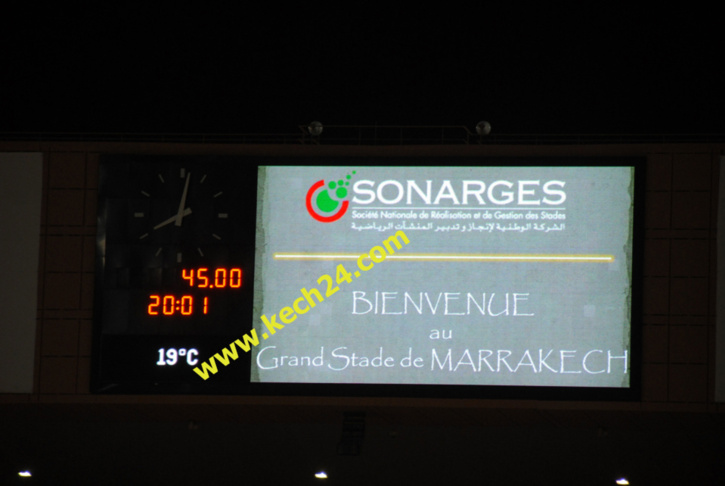 SONARGES
Société Nationale de Réalisation et de Gestion des Stades
الشركة الوطنية لإنجاز و تدبير المنشآت الرياضية
45.00
20:01
19°C
BIENVENUE
au
Grand Stade de MARRAKECH
www.kech24.com